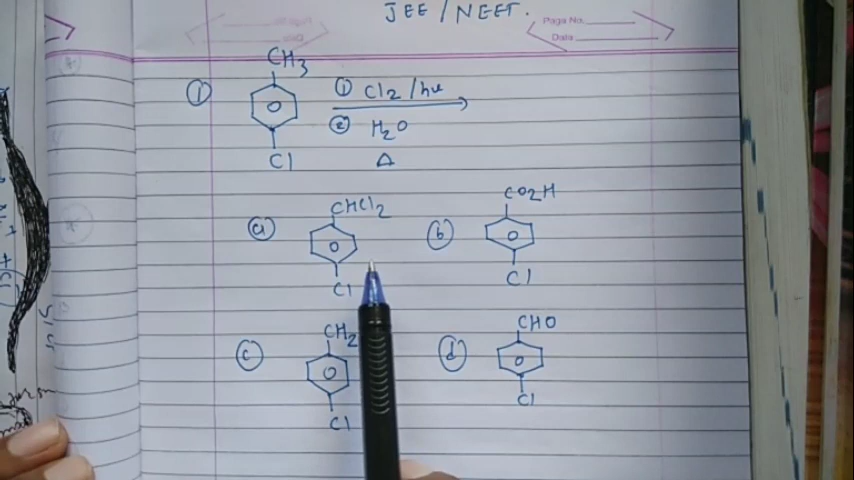 JEE / NEET.
Page No.
Date
① CH3 ① Cl2 / hν
② H2O
Cl Δ
ⓐ CHCl2 ⓑ CO2H
Cl Cl
ⓒ CH2 ⓓ CHO
Cl Cl